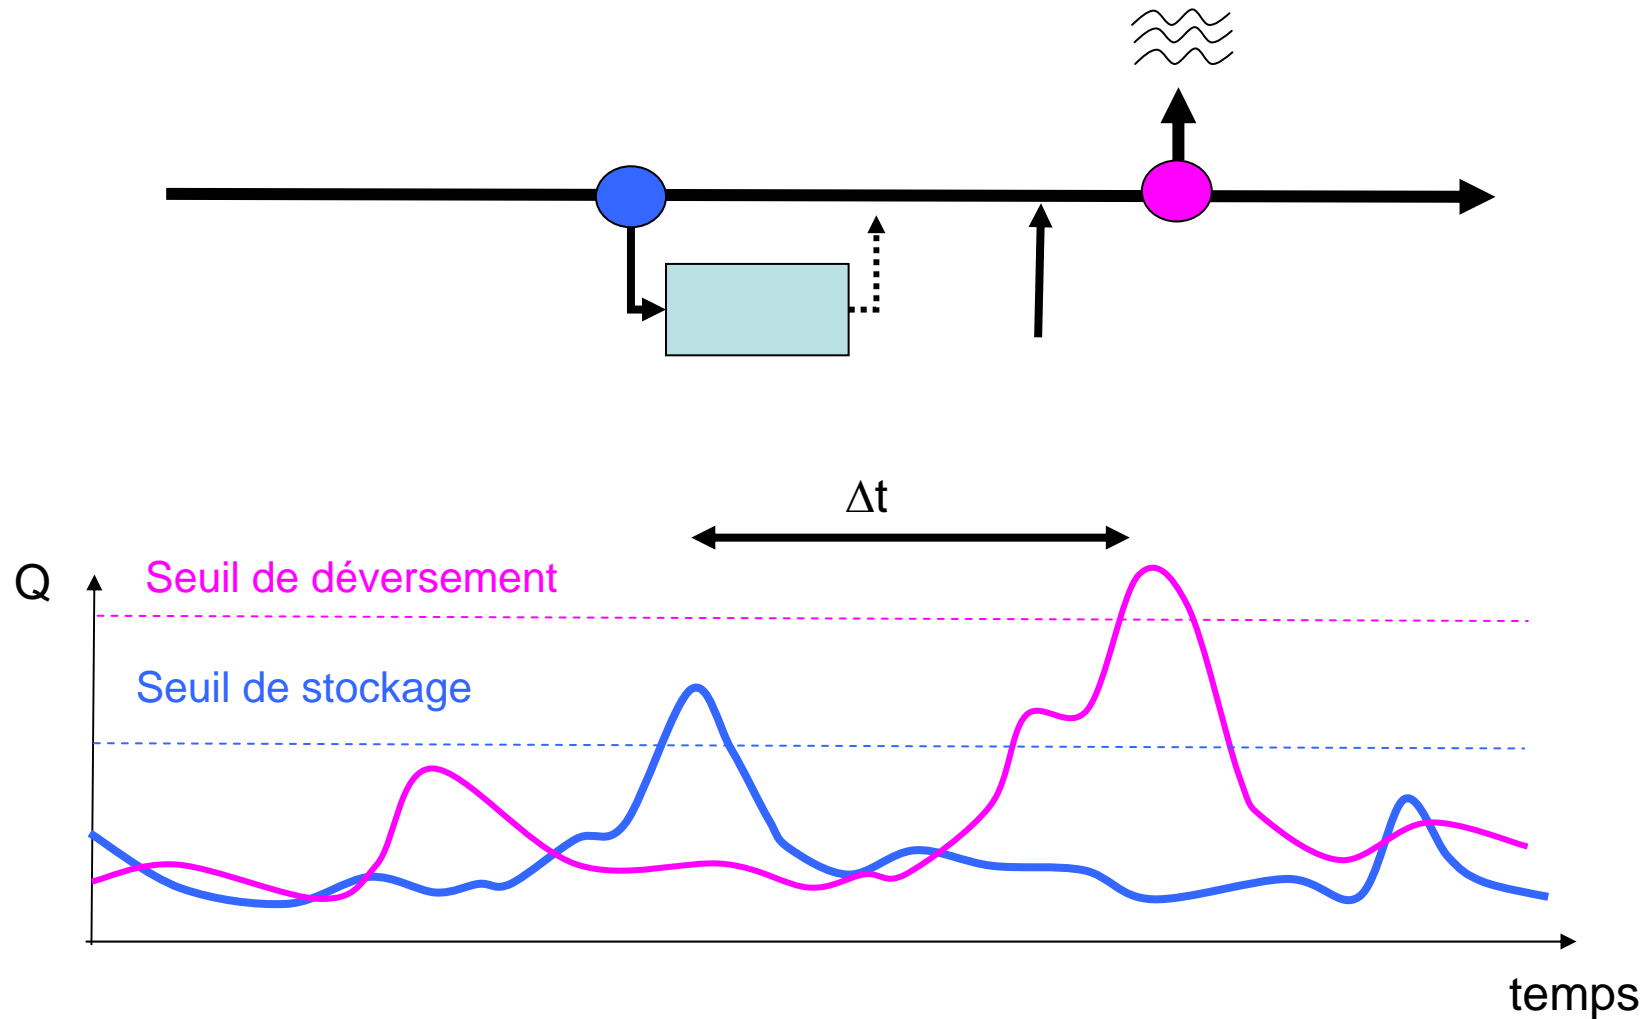 Δt
Q
Seuil de déversement
Seuil de stockage
temps